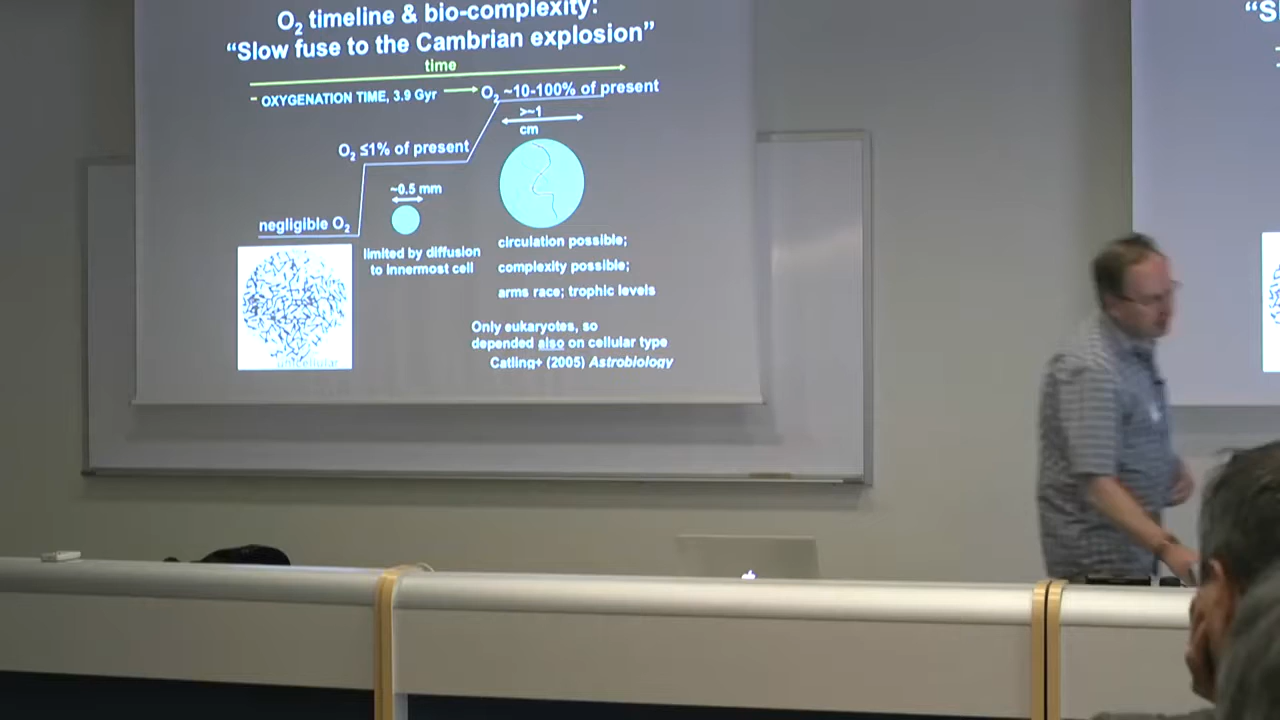 O2 timeline & bio-complexity:
“Slow fuse to the Cambrian explosion”
time
OXYGENATION TIME, 3.9 Gyr
O2 ~10-100% of present
>~1
cm
O2 ≤1% of present
~0.5 mm
negligible O2
limited by diffusion
to innermost cell
circulation possible;
complexity possible;
arms race; trophic levels
unicellular
Only eukaryotes, so
depended also on cellular type
Catling+ (2005) Astrobiology
“S